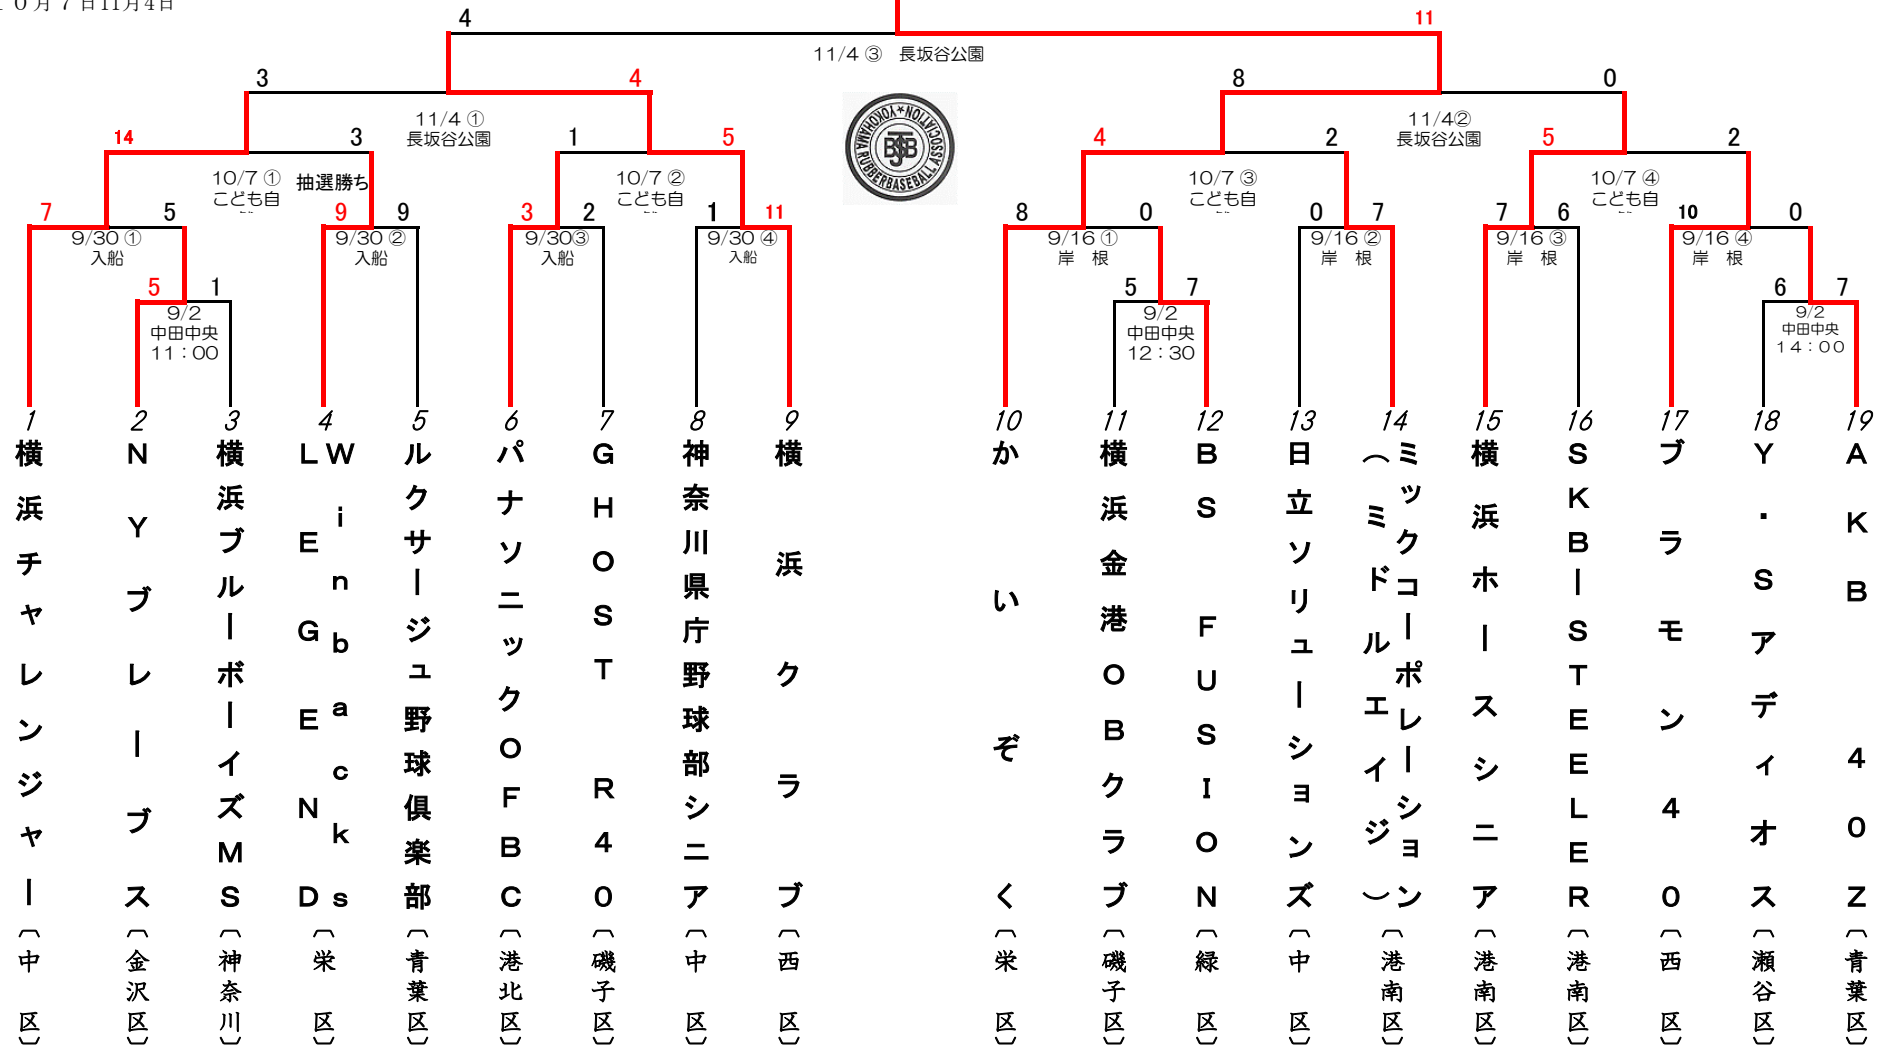 １０月７日11月4日
4
11
11/4 ③　長坂谷公園
3
4
8
0
11/4 ①
長坂谷公園
11/4②
長坂谷公園
YOKOHAMA RUBBERBASEBALL ASSOCIATION
14
3
1
5
4
2
5
2
10/7 ①
こども自
抽選勝ち
10/7 ②
こども自
10/7 ③
こども自
10/7 ④
こども自
7
5
9
9
3
2
1
11
8
0
0
7
7
6
10
0
9/30 ①
入船
9/30 ②
入船
9/30③
入船
9/30 ④
入船
9/16 ①
岸　根
9/16 ②
岸　根
9/16 ③
岸　根
9/16 ④
岸　根
5
1
5
7
6
7
9/2
中田中央
11：00
9/2
中田中央
12：30
9/2
中田中央
14：00
1
横浜チャレンジャー
〔中　区〕
2
ＮＹブレーブス
〔金沢区〕
3
横浜ブルーボーイズＭＳ
〔神奈川〕
4
Ｗｉｎｂａｃｋｓ
ＬＥＧＥＮＤ
〔栄　区〕
5
ルクサージュ野球倶楽部
〔青葉区〕
6
パナソニックＯＦＢＣ
〔港北区〕
7
ＧＨＯＳＴ　Ｒ４０
〔磯子区〕
8
神奈川県庁野球部シニア
〔中　区〕
9
横浜クラブ
〔西　区〕
10
かいぞく
〔栄　区〕
11
横浜金港ＯＢクラブ
〔磯子区〕
12
ＢＳ　ＦＵＳＩＯＮ
〔緑　区〕
13
日立ソリューションズ
〔中　区〕
14
ミックコーポレーション
（ミドルエイジ）
〔港南区〕
15
横浜ホースシニア
〔港南区〕
16
ＳＫＢＩＳＴＥＥＬＥＲ
〔港南区〕
17
ブラモン４０
〔西　区〕
18
Ｙ・Ｓアディオス
〔瀬谷区〕
19
ＡＫＢ　４０Ｚ
〔青葉区〕